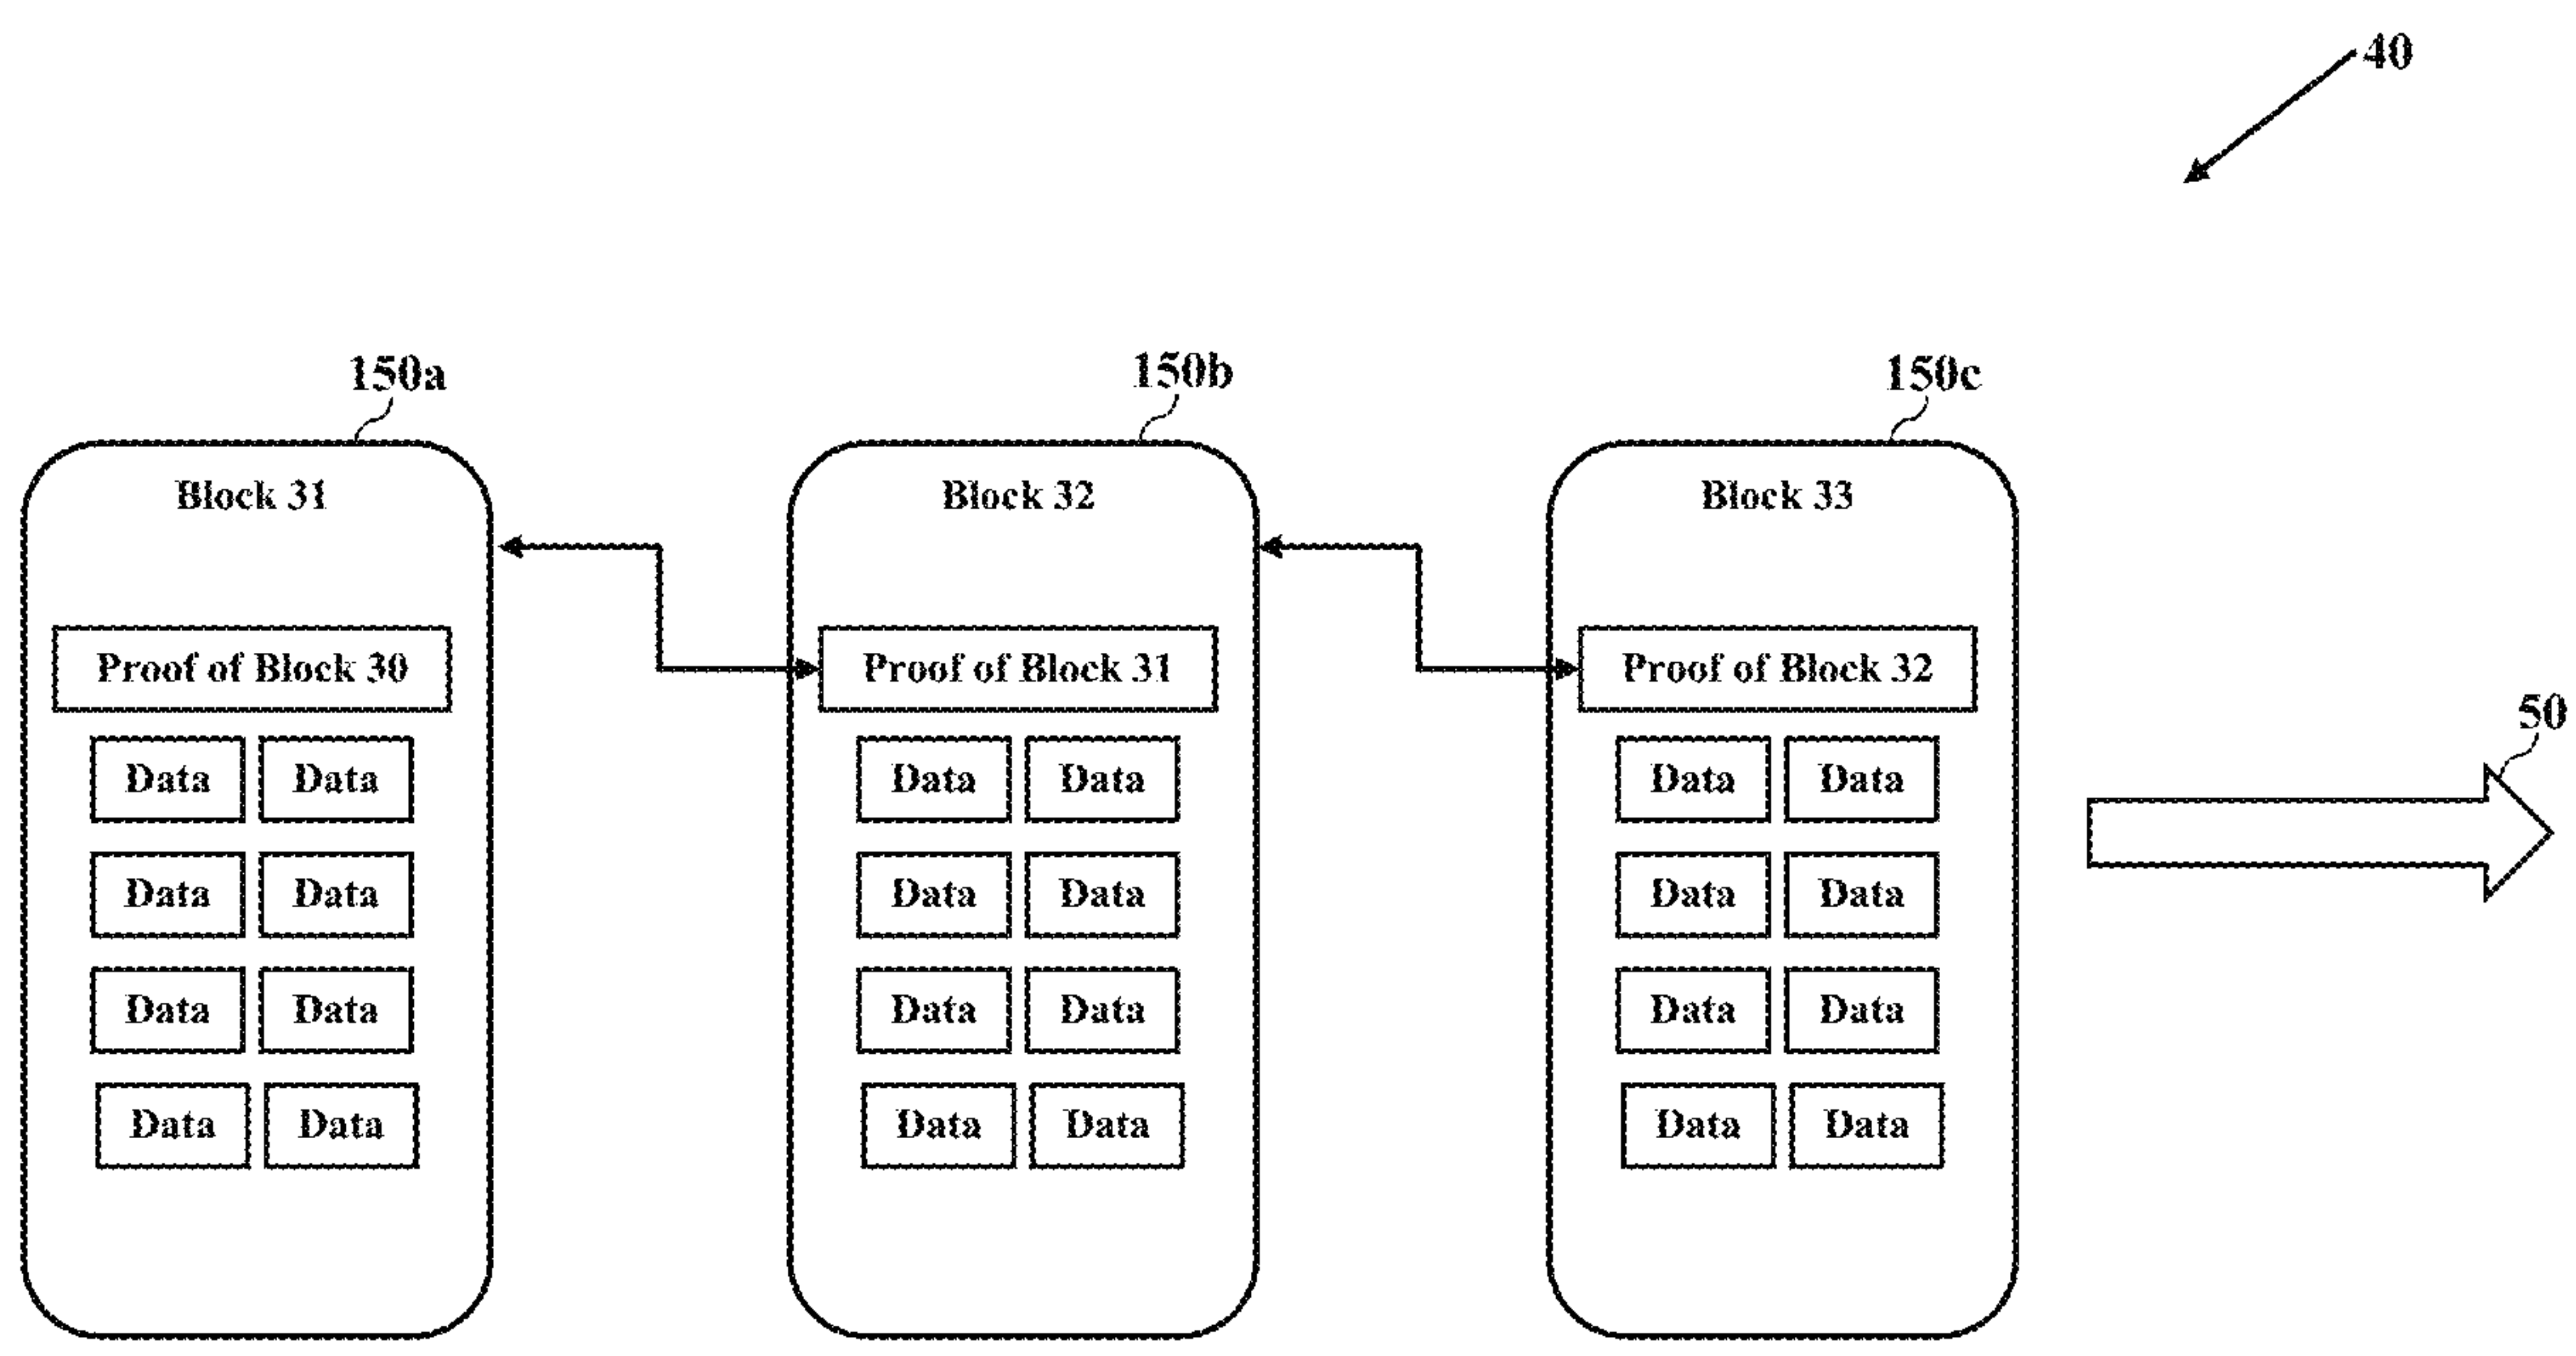 40
150a
150b
150c
Block 31
Block 32
Block 33
Proof of Block 30
Proof of Block 31
Proof of Block 32
50
Data Data
Data Data
Data Data
Data Data
Data Data
Data Data
Data Data
Data Data
Data Data
Data Data
Data Data
Data Data